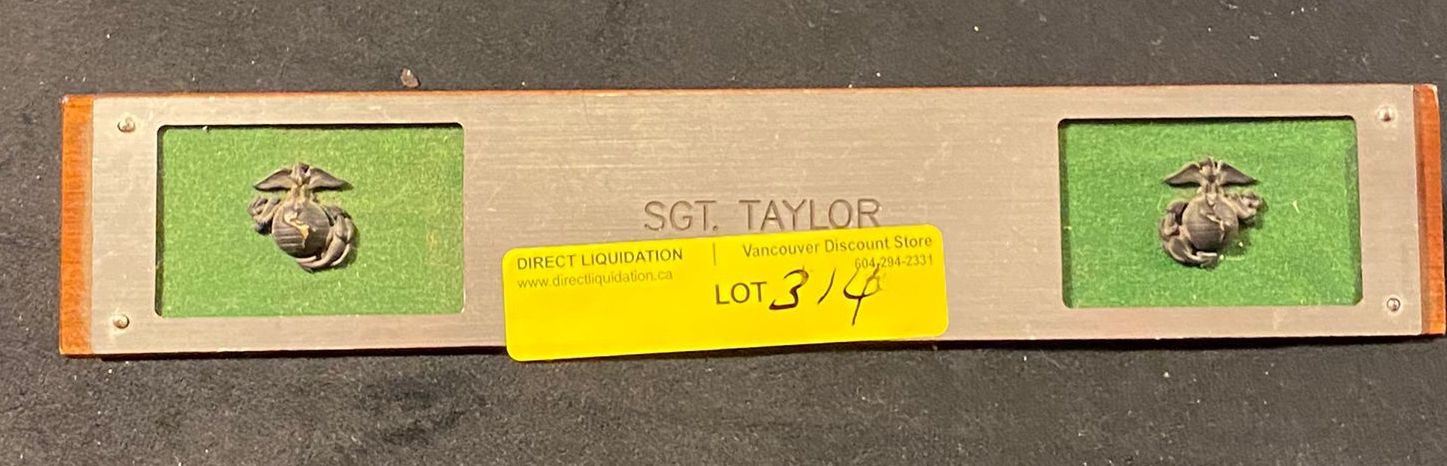 SGT. TAYLOR
DIRECT LIQUIDATION | Vancouver Discount Store
www.directliquidation.ca 604-294-2331
LOT 314